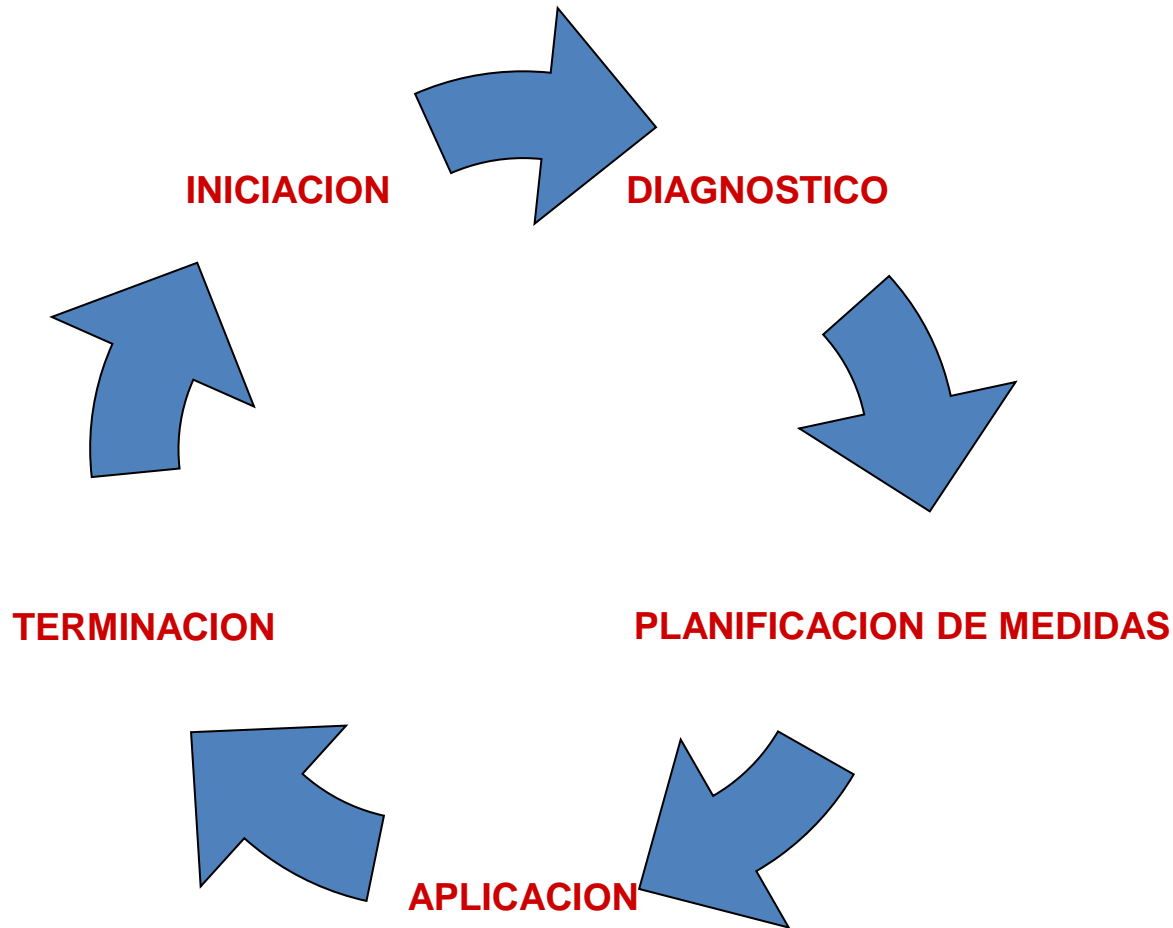 INICIACION
DIAGNOSTICO
PLANIFICACION DE MEDIDAS
APLICACION
TERMINACION